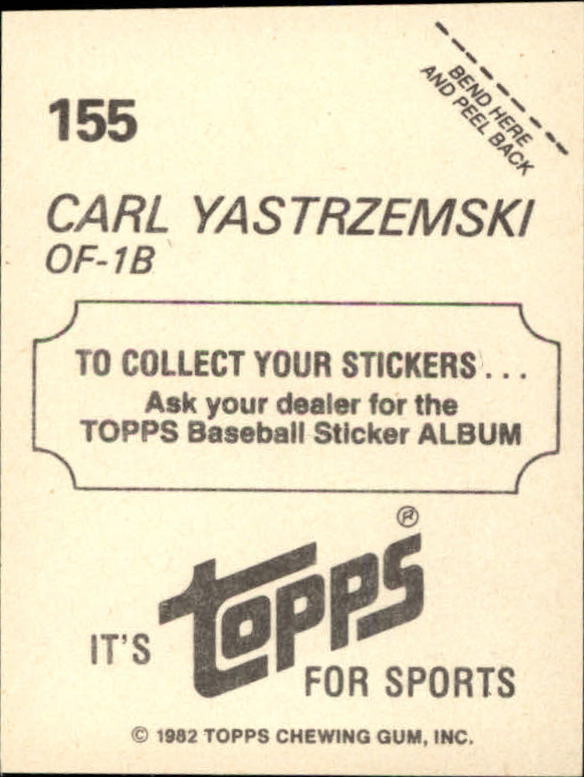 155
BEND HERE
AND PEEL BACK
CARL YASTRZEMSKI
OF-1B
TO COLLECT YOUR STICKERS...
Ask your dealer for the
TOPPS Baseball Sticker ALBUM
IT'S topps®
FOR SPORTS
© 1982 TOPPS CHEWING GUM, INC.